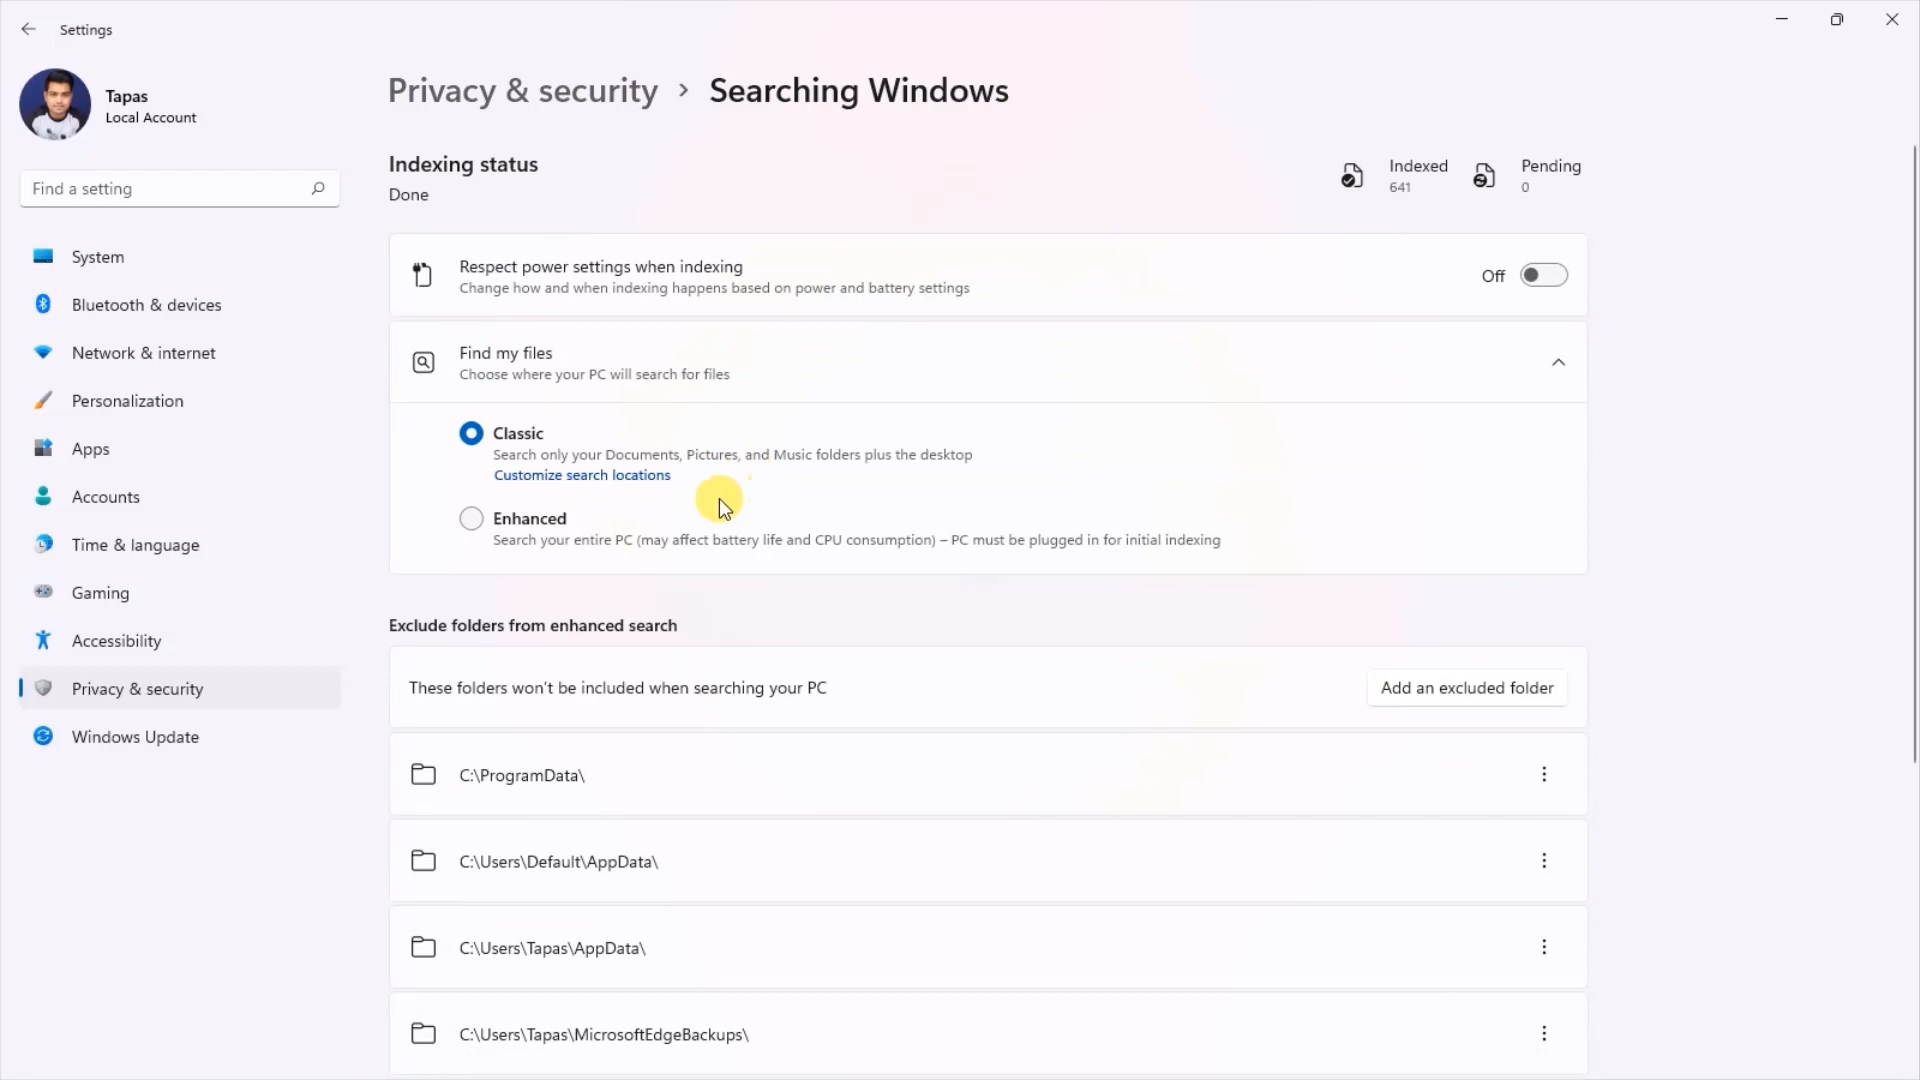 Settings
Tapas
Local Account
Find a setting
System
Bluetooth & devices
Network & internet
Personalization
Apps
Accounts
Time & language
Gaming
Accessibility
Privacy & security
Windows Update
Privacy & security > Searching Windows
Indexing status
Done
Indexed
641
Pending
0
Respect power settings when indexing
Change how and when indexing happens based on power and battery settings
Off
Find my files
Choose where your PC will search for files
Classic
Search only your Documents, Pictures, and Music folders plus the desktop
Customize search locations
Enhanced
Search your entire PC (may affect battery life and CPU consumption) – PC must be plugged in for initial indexing
Exclude folders from enhanced search
These folders won't be included when searching your PC
Add an excluded folder
C:\ProgramData\
C:\Users\Default\AppData\
C:\Users\Tapas\AppData\
C:\Users\Tapas\MicrosoftEdgeBackups\